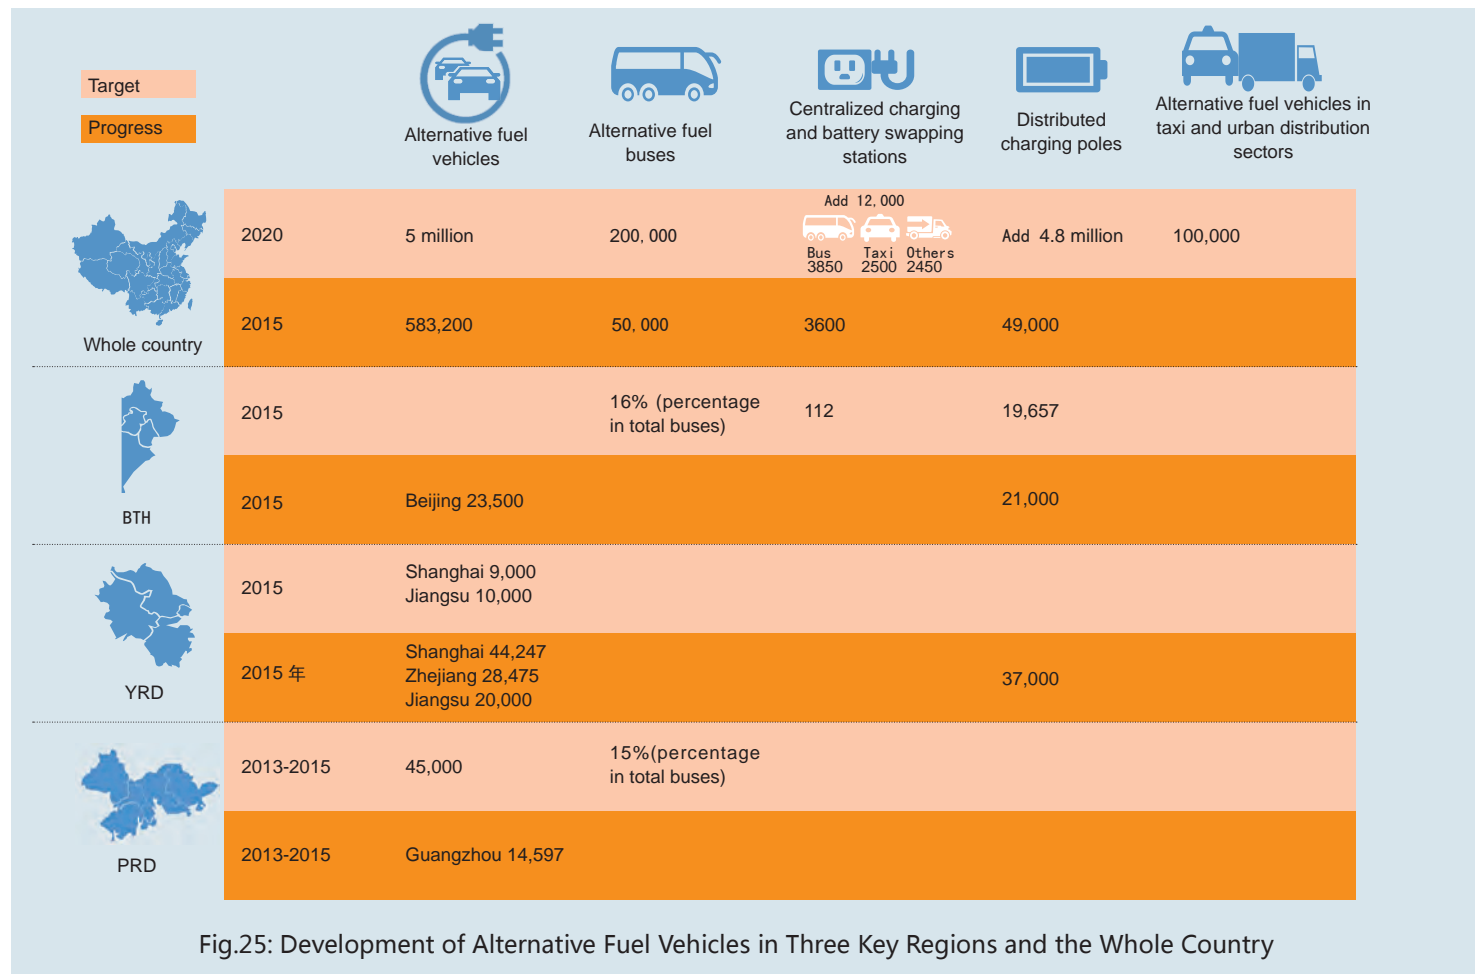 Target
Progress
Alternative fuel
vehicles
Alternative fuel
buses
Centralized charging
and battery swapping
stations
Distributed
charging poles
Alternative fuel vehicles in
taxi and urban distribution
sectors
Whole country
2020
5 million
200,000
Add 12,000
Bus Taxi Others
3850 2500 2450
Add 4.8 million
100,000
2015
583,200
50,000
3600
49,000
BTH
2015
16% (percentage
in total buses)
112
19,657
2015
Beijing 23,500
21,000
YRD
2015
Shanghai 9,000
Jiangsu 10,000
2015 年
Shanghai 44,247
Zhejiang 28,475
Jiangsu 20,000
37,000
PRD
2013-2015
45,000
15%(percentage
in total buses)
2013-2015
Guangzhou 14,597
Fig.25: Development of Alternative Fuel Vehicles in Three Key Regions and the Whole Country